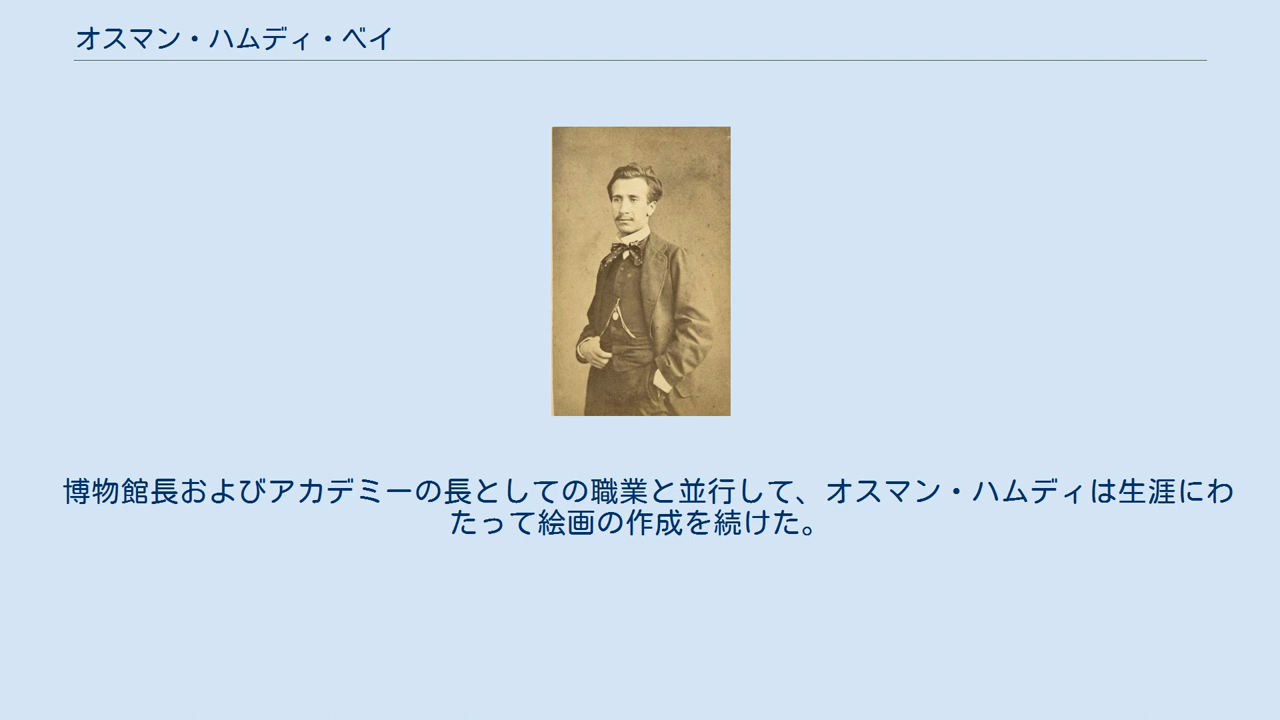 オスマン・ハムディ・ベイ
博物館長およびアカデミーの長としての職業と並行して、オスマン・ハムディは生涯にわ
たって絵画の作成を続けた。